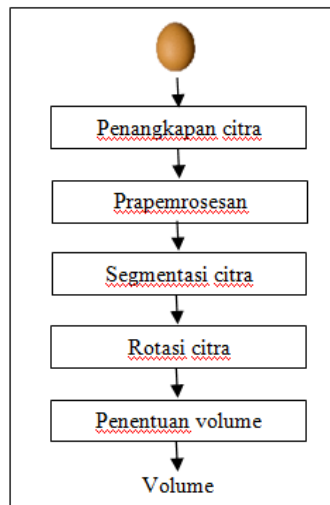 Penangkapan citra
Prapemrosesan
Segmentasi citra
Rotasi citra
Penentuan volume
Volume